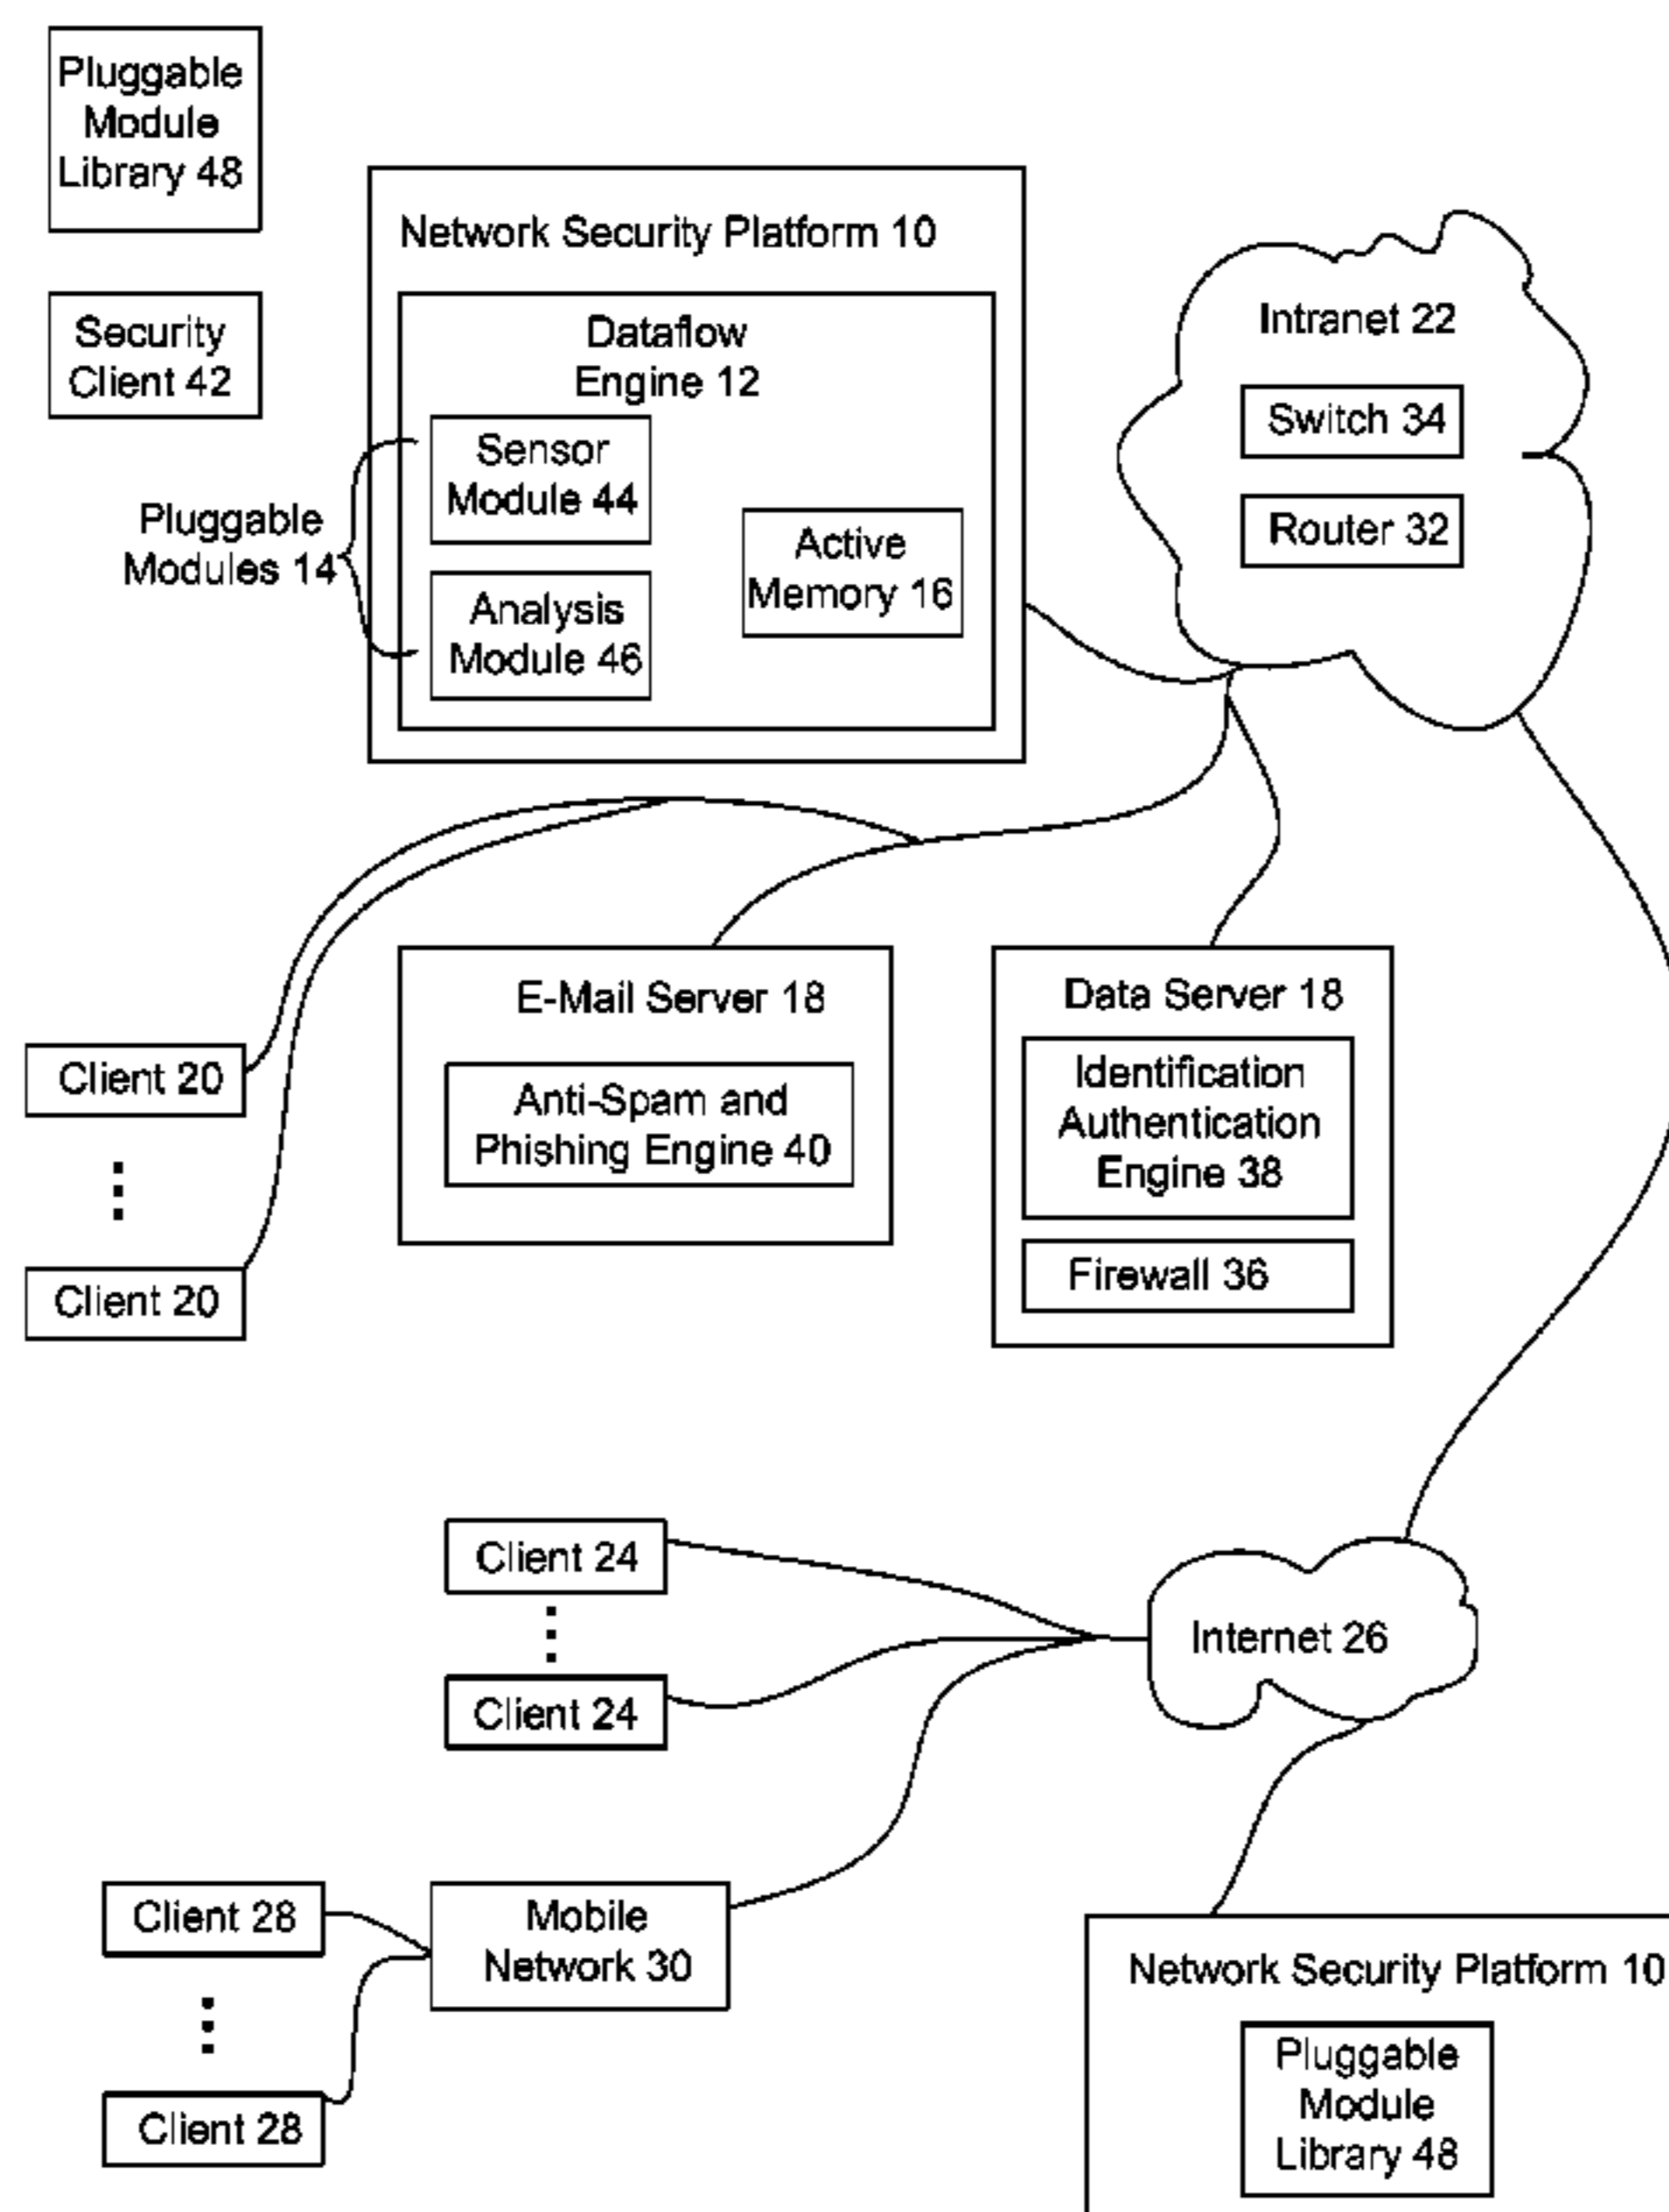 Pluggable
Module
Library 48
Network Security Platform 10
Security
Client 42
Dataflow
Engine 12
Sensor
Module 44
Pluggable
Modules 14
Analysis
Module 46
Active
Memory 16
Intranet 22
Switch 34
Router 32
E-Mail Server 18
Anti-Spam and
Phishing Engine 40
Data Server 18
Identification
Authentication
Engine 38
Firewall 36
Client 20
Client 20
Client 24
Client 24
Internet 26
Client 28
Client 28
Mobile
Network 30
Network Security Platform 10
Pluggable
Module
Library 48